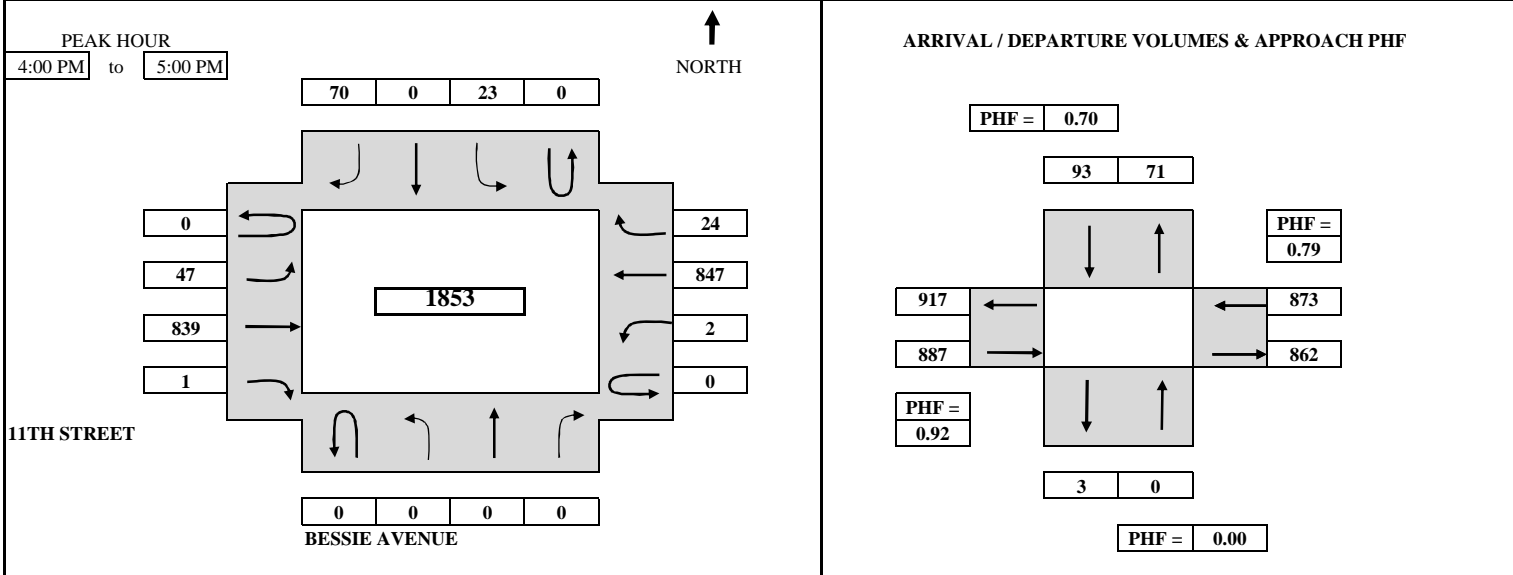 PEAK HOUR
4:00 PM to 5:00 PM
NORTH
70 0 23 0
0 24
47 847
1853
839 2
1 0
11TH STREET
0 0 0 0
BESSIE AVENUE
ARRIVAL / DEPARTURE VOLUMES & APPROACH PHF
PHF = 0.70
93 71
PHF =
0.79
917 873
887 862
PHF =
0.92
3 0
PHF = 0.00